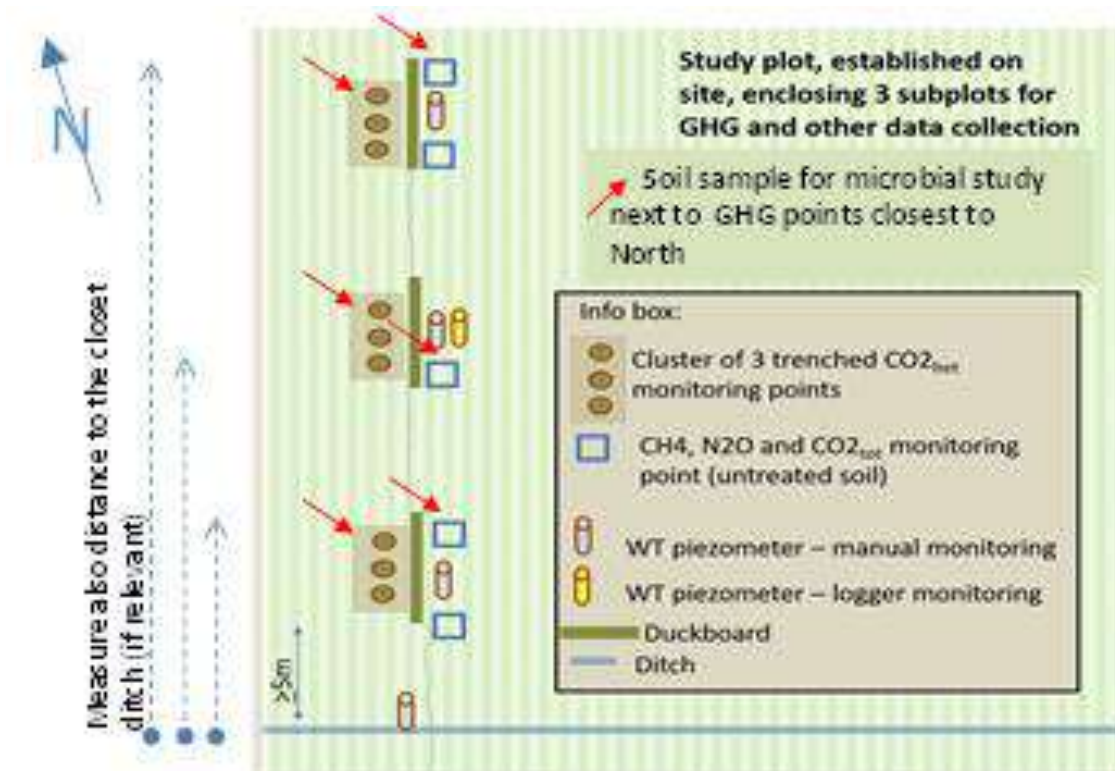 N
Measure also distance to the closet
ditch (if relevant)
Study plot, established on
site, enclosing 3 subplots for
GHG and other data collection
Soil sample for microbial study
next to GHG points closest to
North
Info box:
Cluster of 3 trenched CO2het
monitoring points
CH4, N2O and CO2tot monitoring
point (untreated soil)
WT piezometer – manual monitoring
WT piezometer – logger monitoring
Duckboard
Ditch
>5m